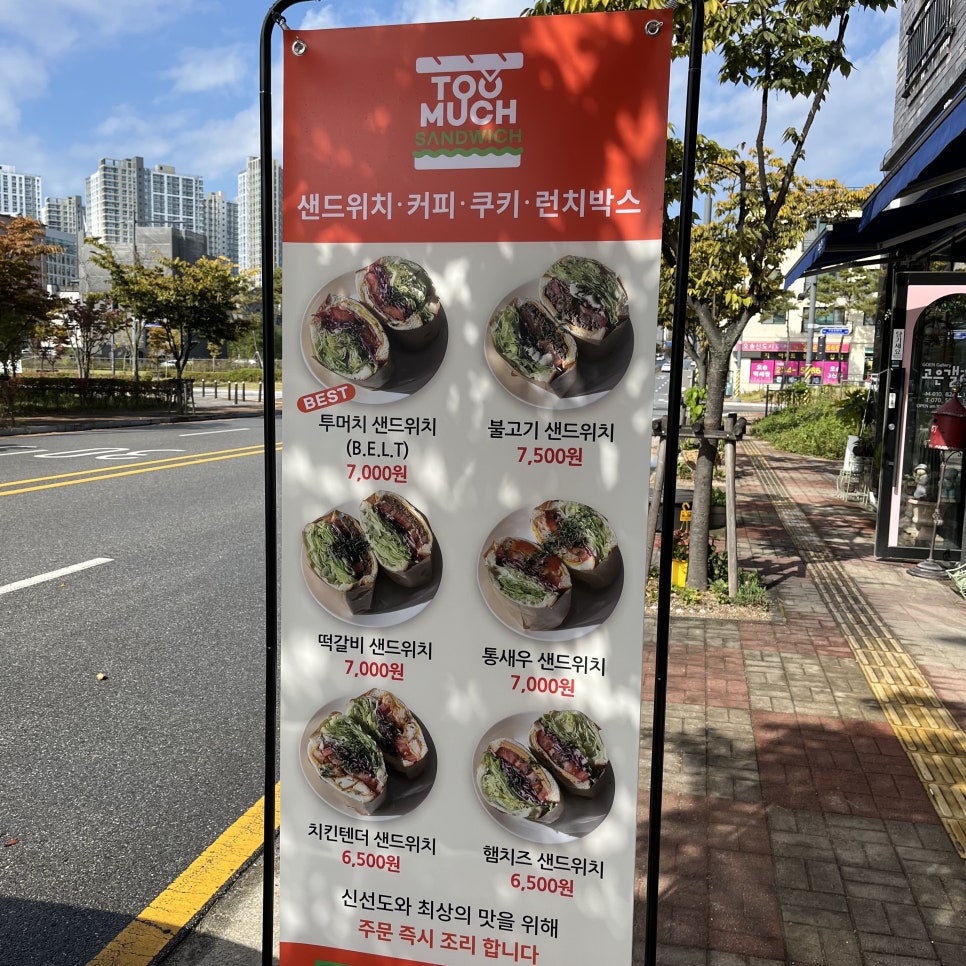 TOO
MUCH
SANDWICH
샌드위치·커피·쿠키·런치박스
BEST
투머치 샌드위치
(B.E.L.T)
7,000원
불고기 샌드위치
7,500원
떡갈비 샌드위치
7,000원
통새우 샌드위치
7,000원
치킨텐더 샌드위치
6,500원
햄치즈 샌드위치
6,500원
신선도와 최상의 맛을 위해
주문 즉시 조리 합니다